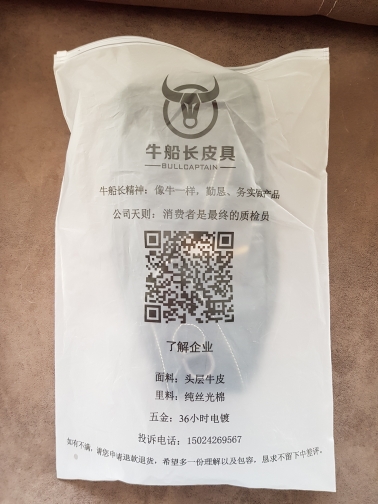 牛船长皮具
BULLCAPTAIN
牛船长精神：像牛一样，勤恳、务实做产品
公司天则：消费者是最终的质检员
了解企业
面料：头层牛皮
里料：纯丝光棉
五金：36小时电镀
投诉电话：15024269567
如有不满，请您申请退款退货，希望多一份理解以及包容，恳求不留下中差评。